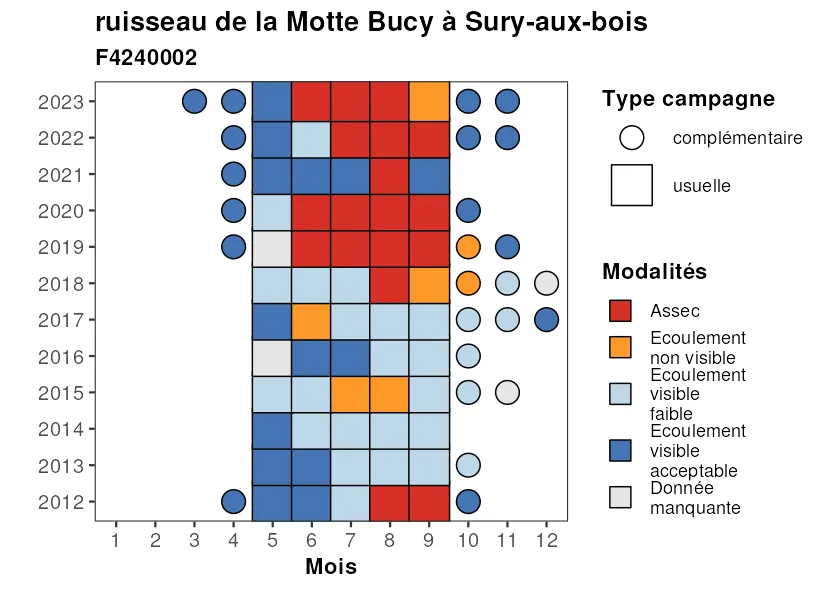 ruisseau de la Motte Bucy à Sury-aux-bois
F4240002
2023
2022
2021
2020
2019
2018
2017
2016
2015
2014
2013
2012
1 2 3 4 5 6 7 8 9 10 11 12
Mois
Type campagne
complémentaire
usuelle
Modalités
Assec
Ecoulement
non visible
Ecoulement
visible
faible
Ecoulement
visible
acceptable
Donnée
manquante